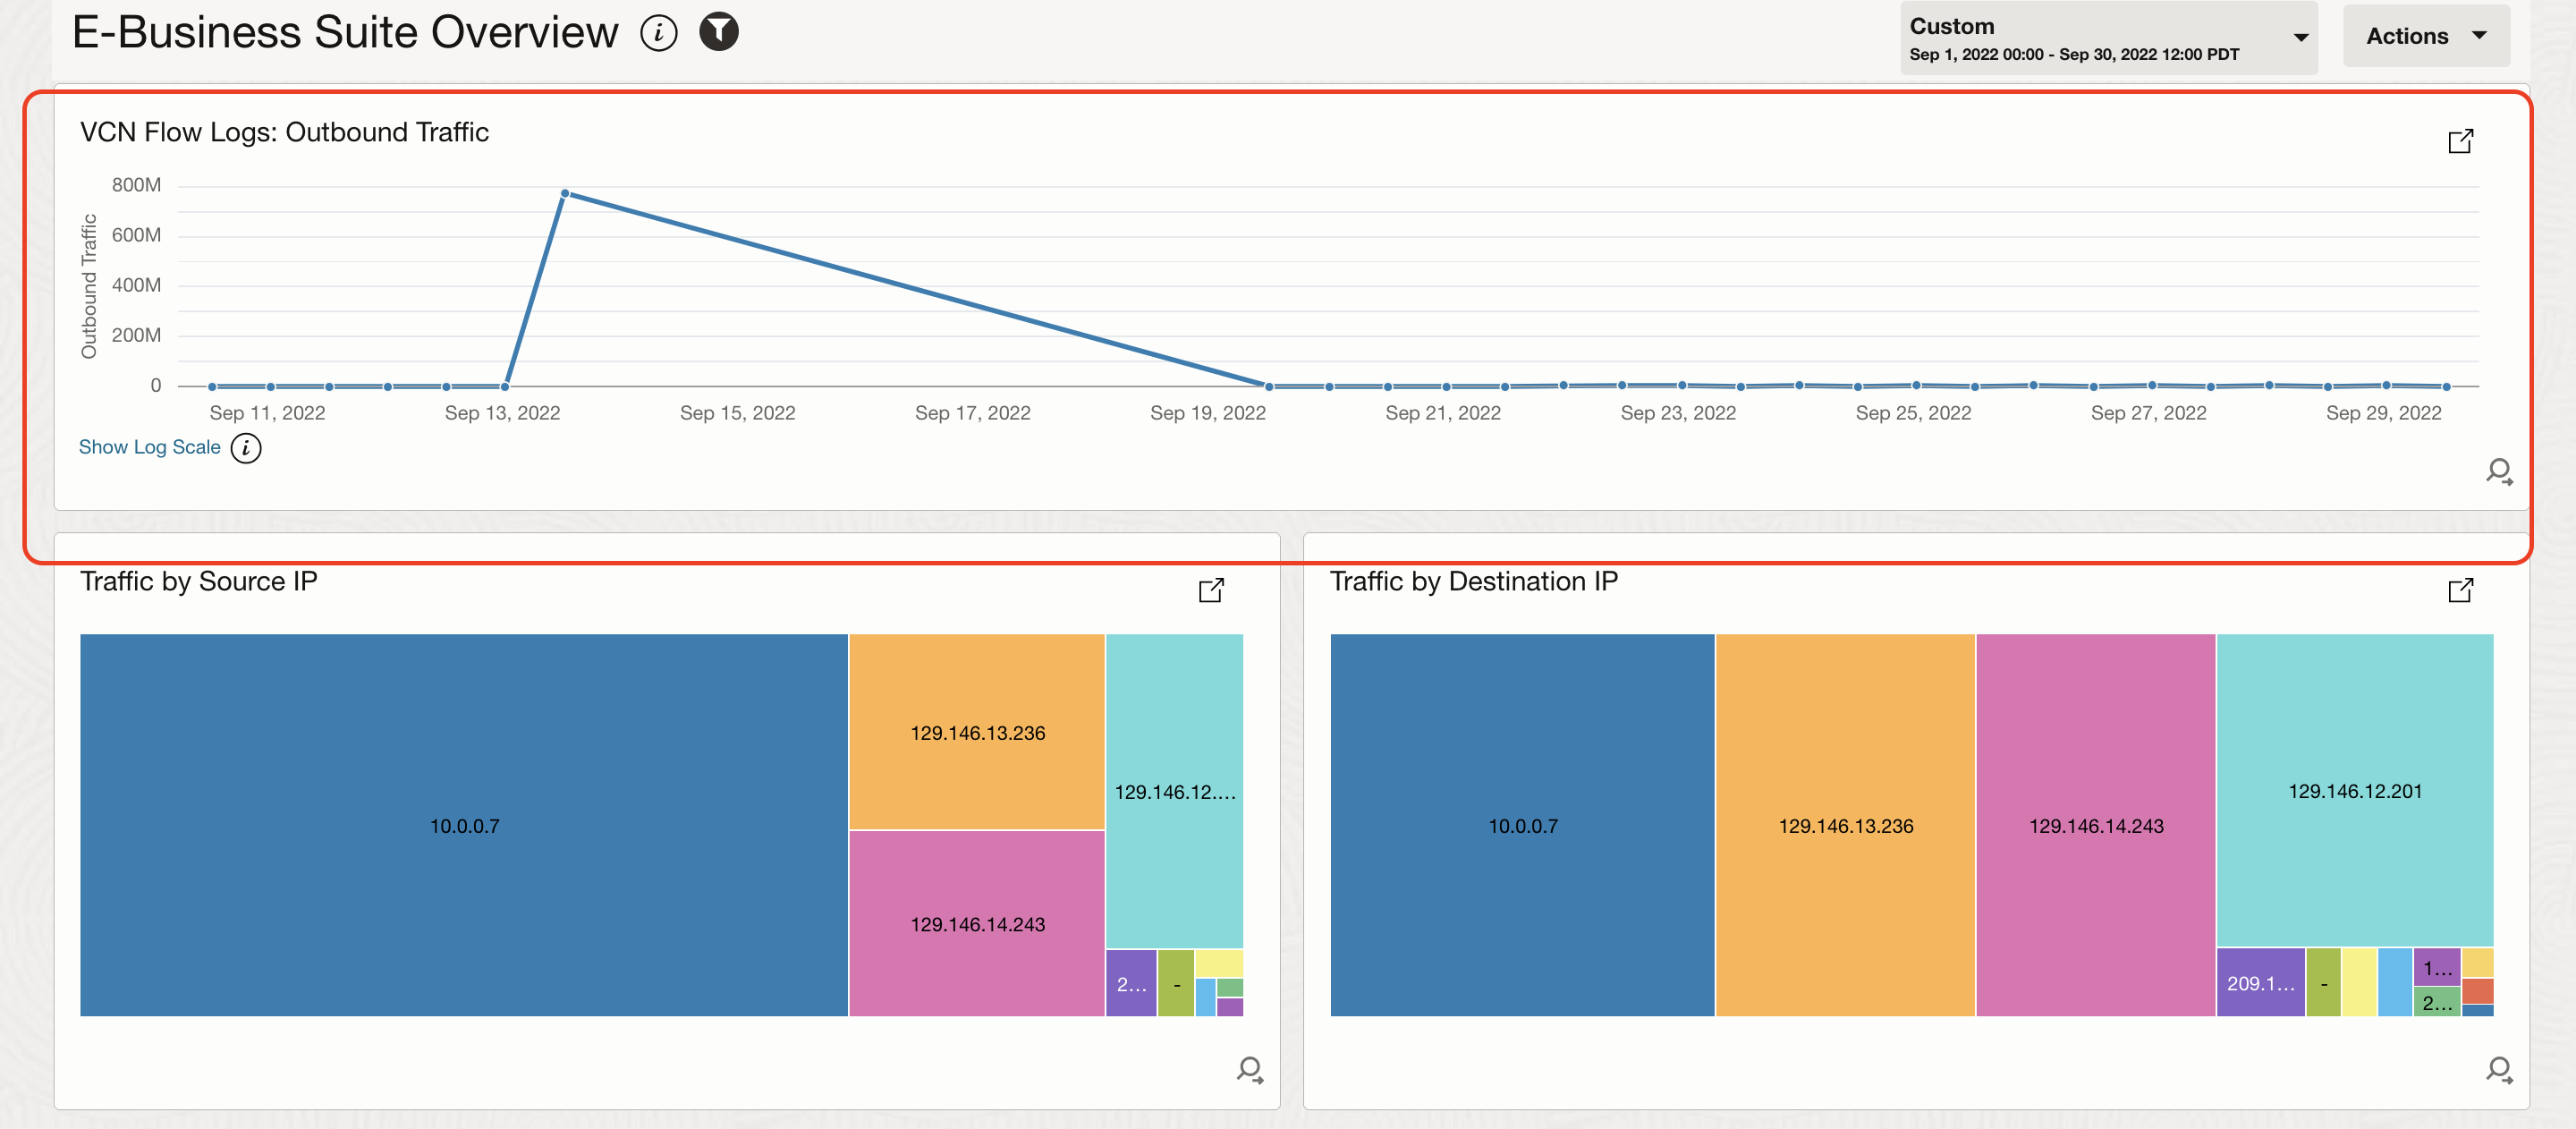 E-Business Suite Overview
Custom
Sep 1, 2022 00:00 - Sep 30, 2022 12:00 PDT
Actions
VCN Flow Logs: Outbound Traffic
Outbound Traffic
800M
600M
400M
200M
0
Sep 11, 2022 Sep 13, 2022 Sep 15, 2022 Sep 17, 2022 Sep 19, 2022 Sep 21, 2022 Sep 23, 2022 Sep 25, 2022 Sep 27, 2022 Sep 29, 2022
Show Log Scale
Traffic by Source IP
10.0.0.7
129.146.13.236
129.146.14.243
129.146.12....
2...
-
Traffic by Destination IP
10.0.0.7
129.146.13.236
129.146.14.243
129.146.12.201
209.1...
-
1...
2...